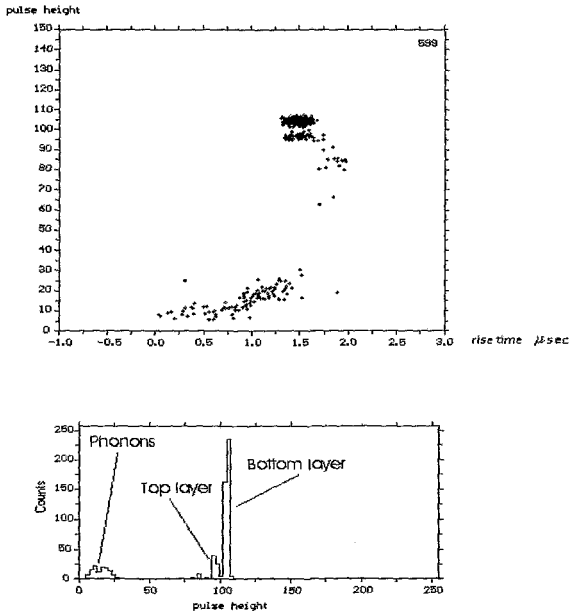 pulse height
150
140
130
120
110
100
90
80
70
60
50
40
30
20
10
0
599
-1.0 -0.5 0.0 0.5 1.0 1.5 2.0 2.5 3.0
rise time μsec
250
200
150
100
50
0
Counts
Phonons
Top layer
Bottom layer
0 50 100 150 200 250
pulse height